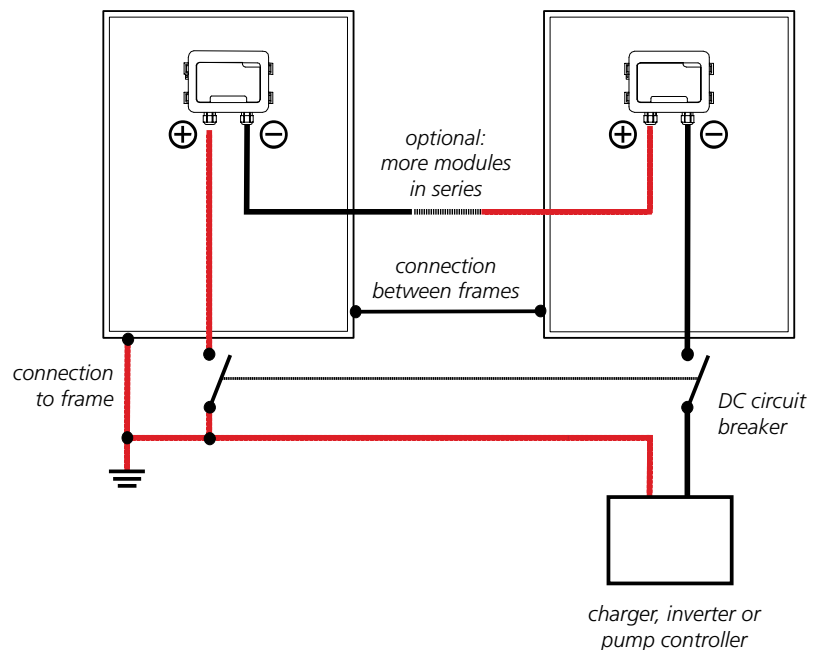 +
−
optional:
more modules
in series
+
−
connection
between frames
connection
to frame
DC circuit
breaker
charger, inverter or
pump controller